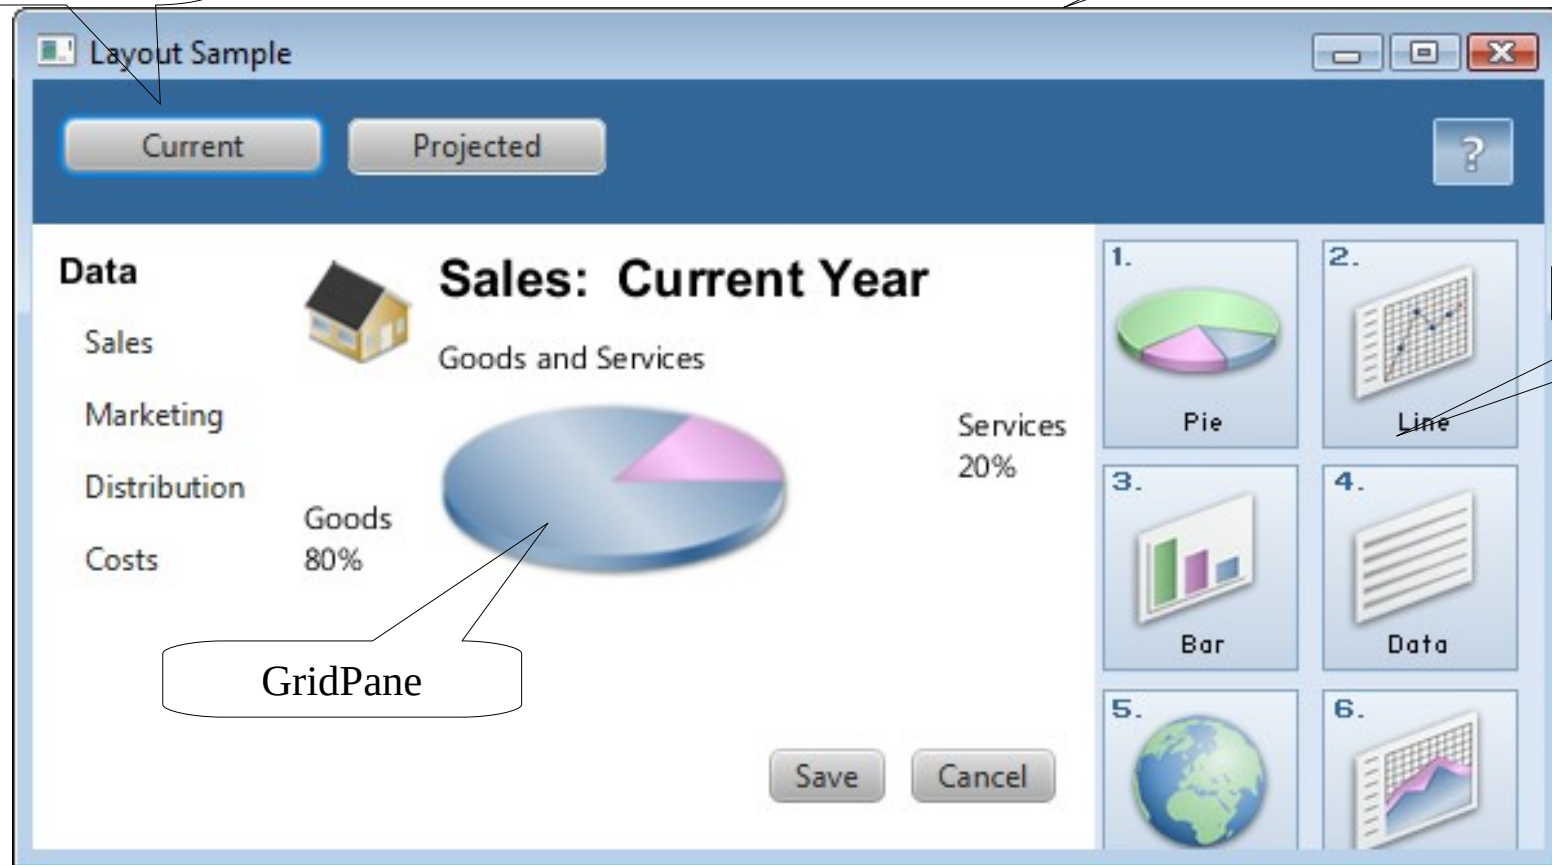 Layout Sample
Current
Projected
?
Data
Sales
Marketing
Distribution
Costs
Sales: Current Year
Goods and Services
Goods
80%
Services
20%
GridPane
Save
Cancel
1.
Pie
2.
Line
3.
Bar
4.
Data
5.
6.